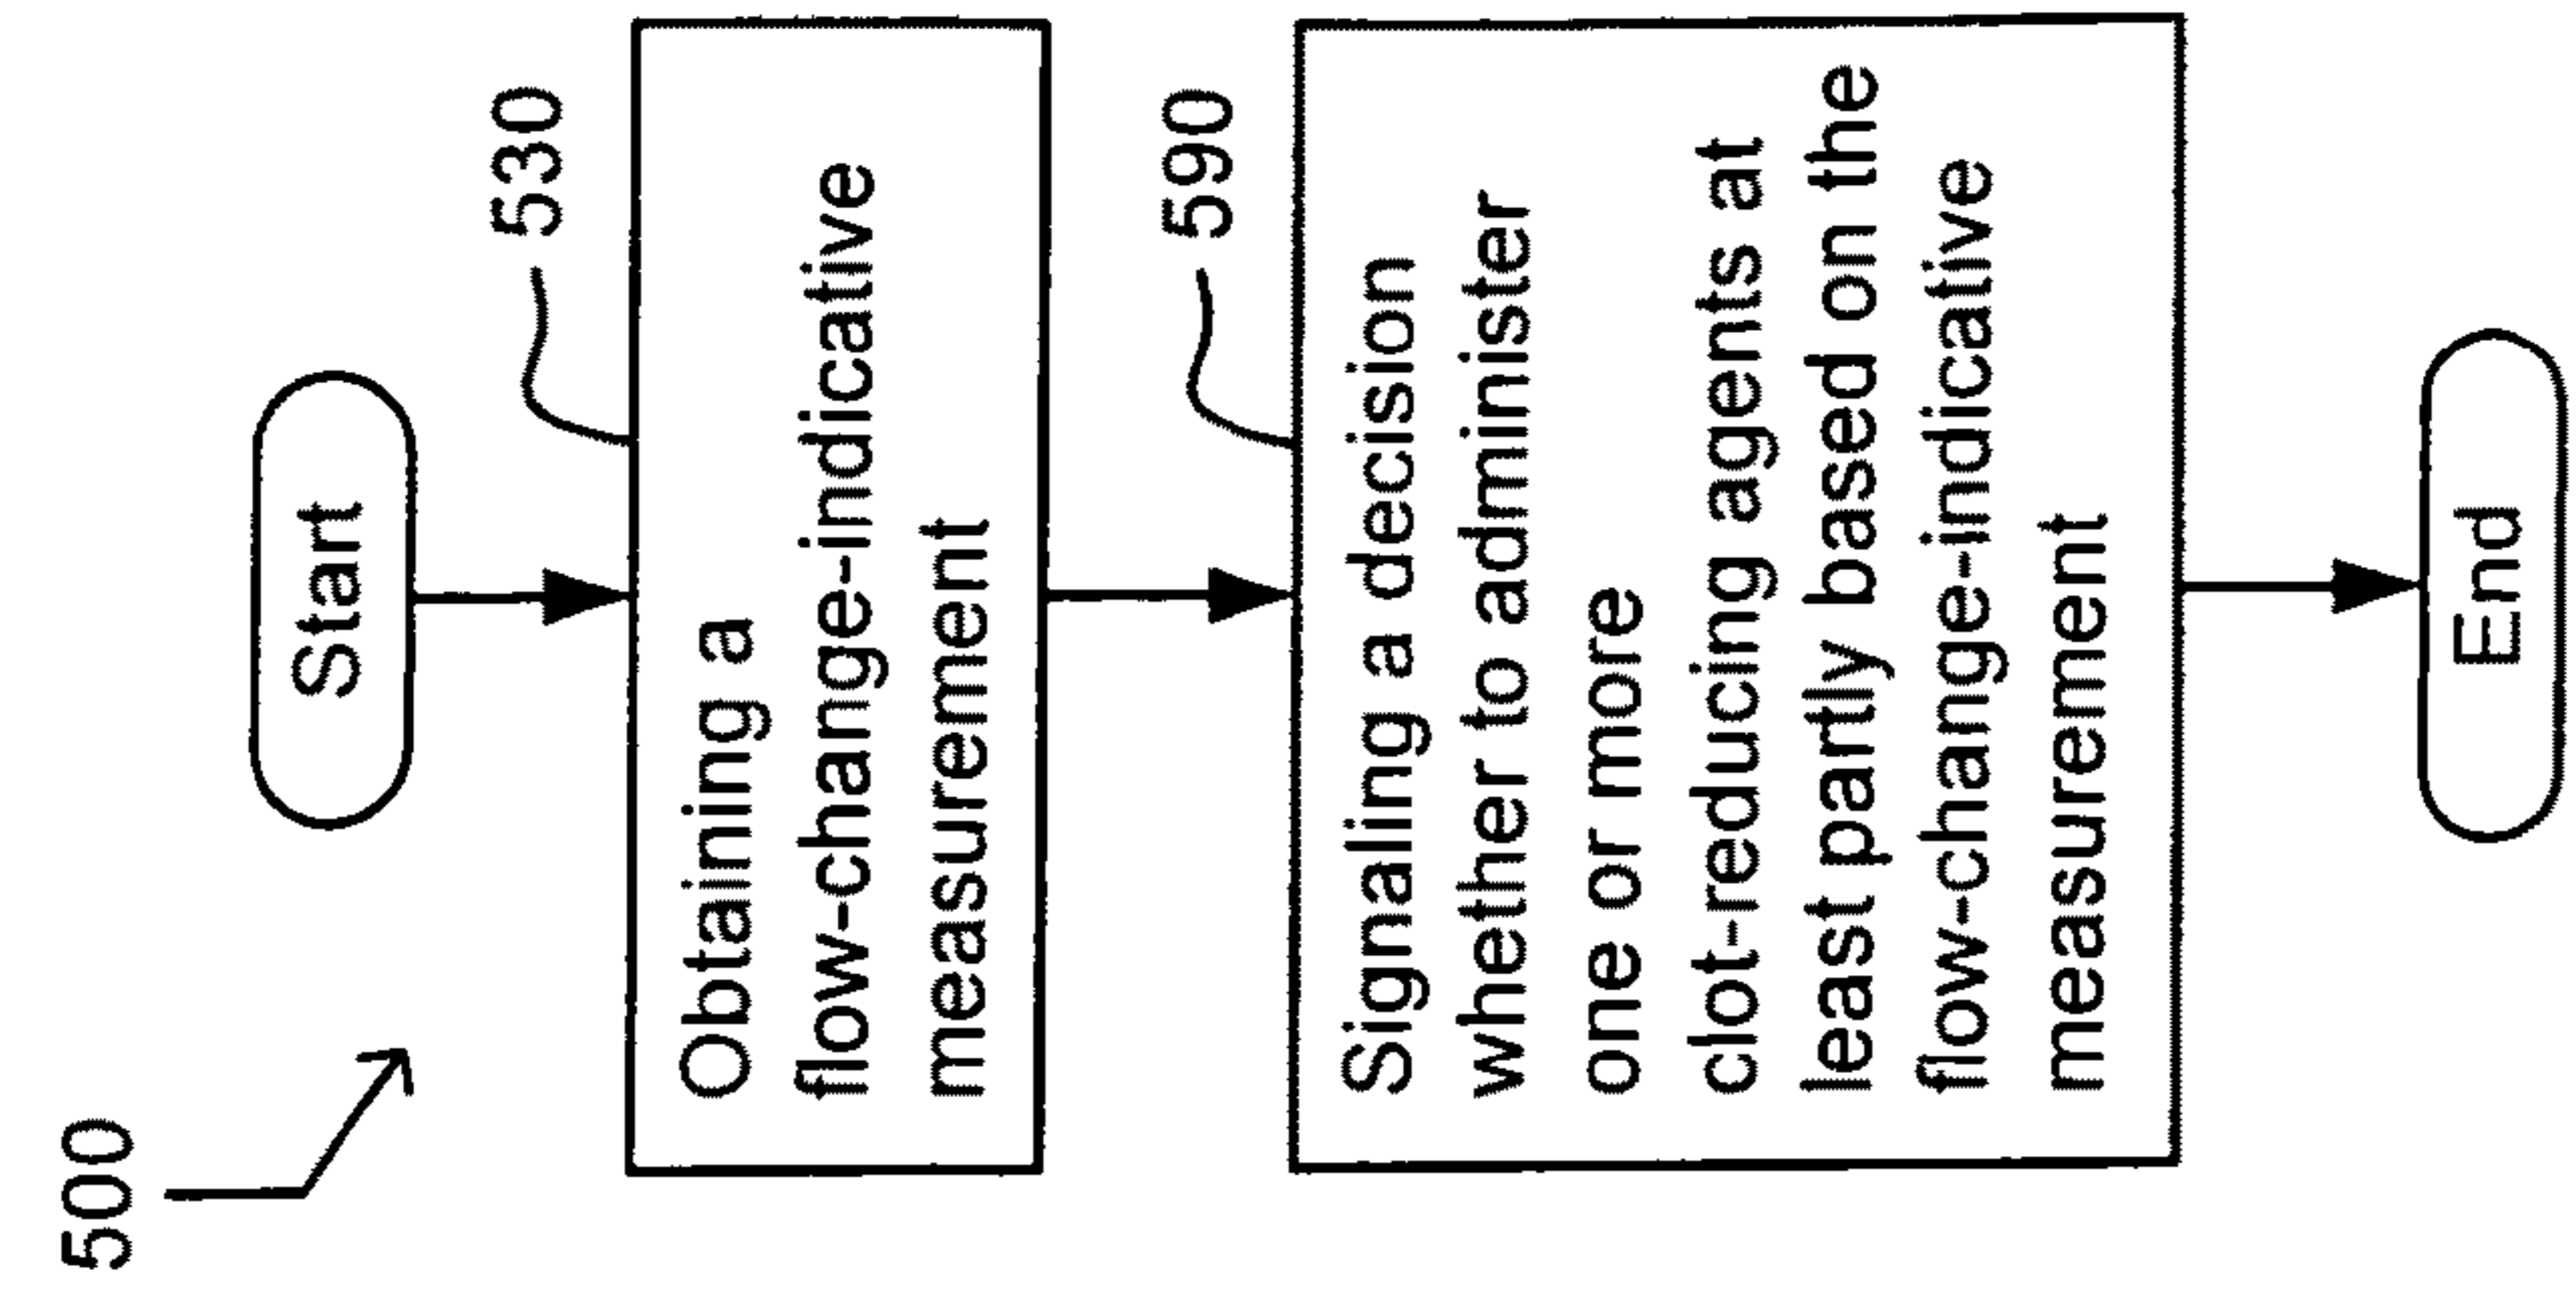 500
Start
530
Obtaining a
flow-change-indicative
measurement
590
Signaling a decision
whether to administer
one or more
clot-reducing agents at
least partly based on the
flow-change-indicative
measurement
End